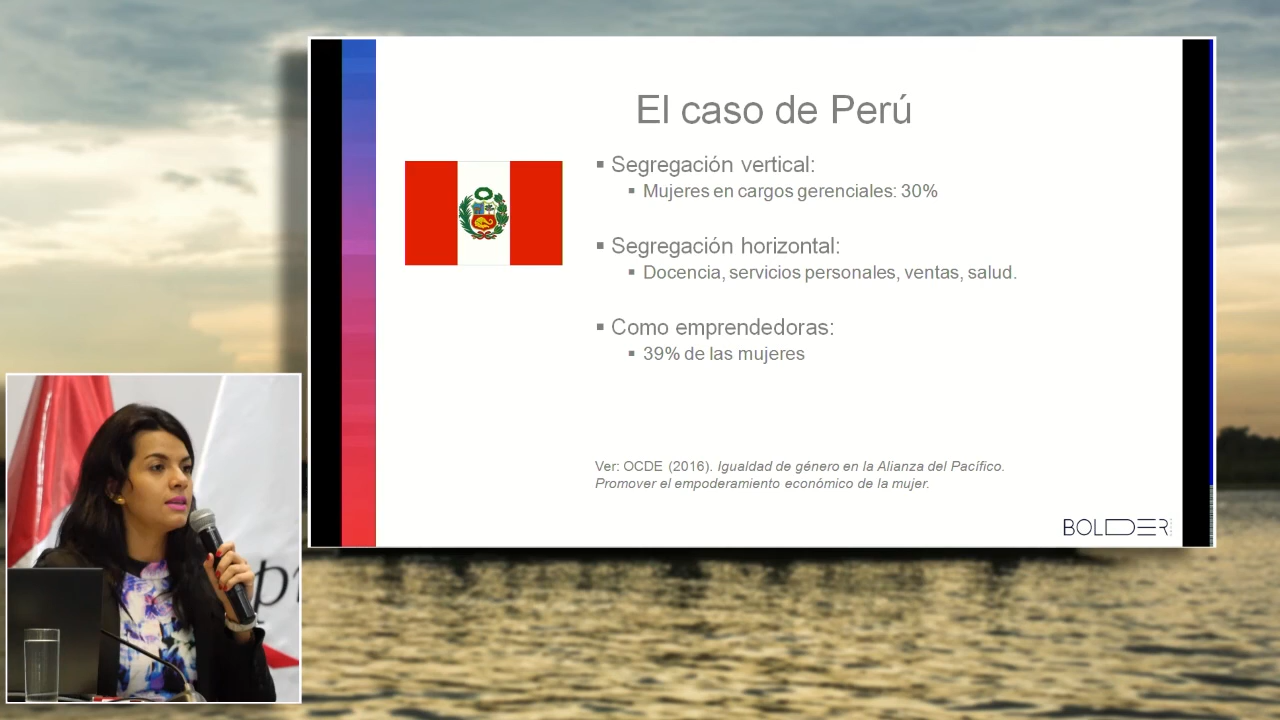 El caso de Perú
▪ Segregación vertical:
▪ Mujeres en cargos gerenciales: 30%
▪ Segregación horizontal:
▪ Docencia, servicios personales, ventas, salud.
▪ Como emprendedoras:
▪ 39% de las mujeres
Ver: OCDE (2016). Igualdad de género en la Alianza del Pacífico.
Promover el empoderamiento económico de la mujer.
BOLDER